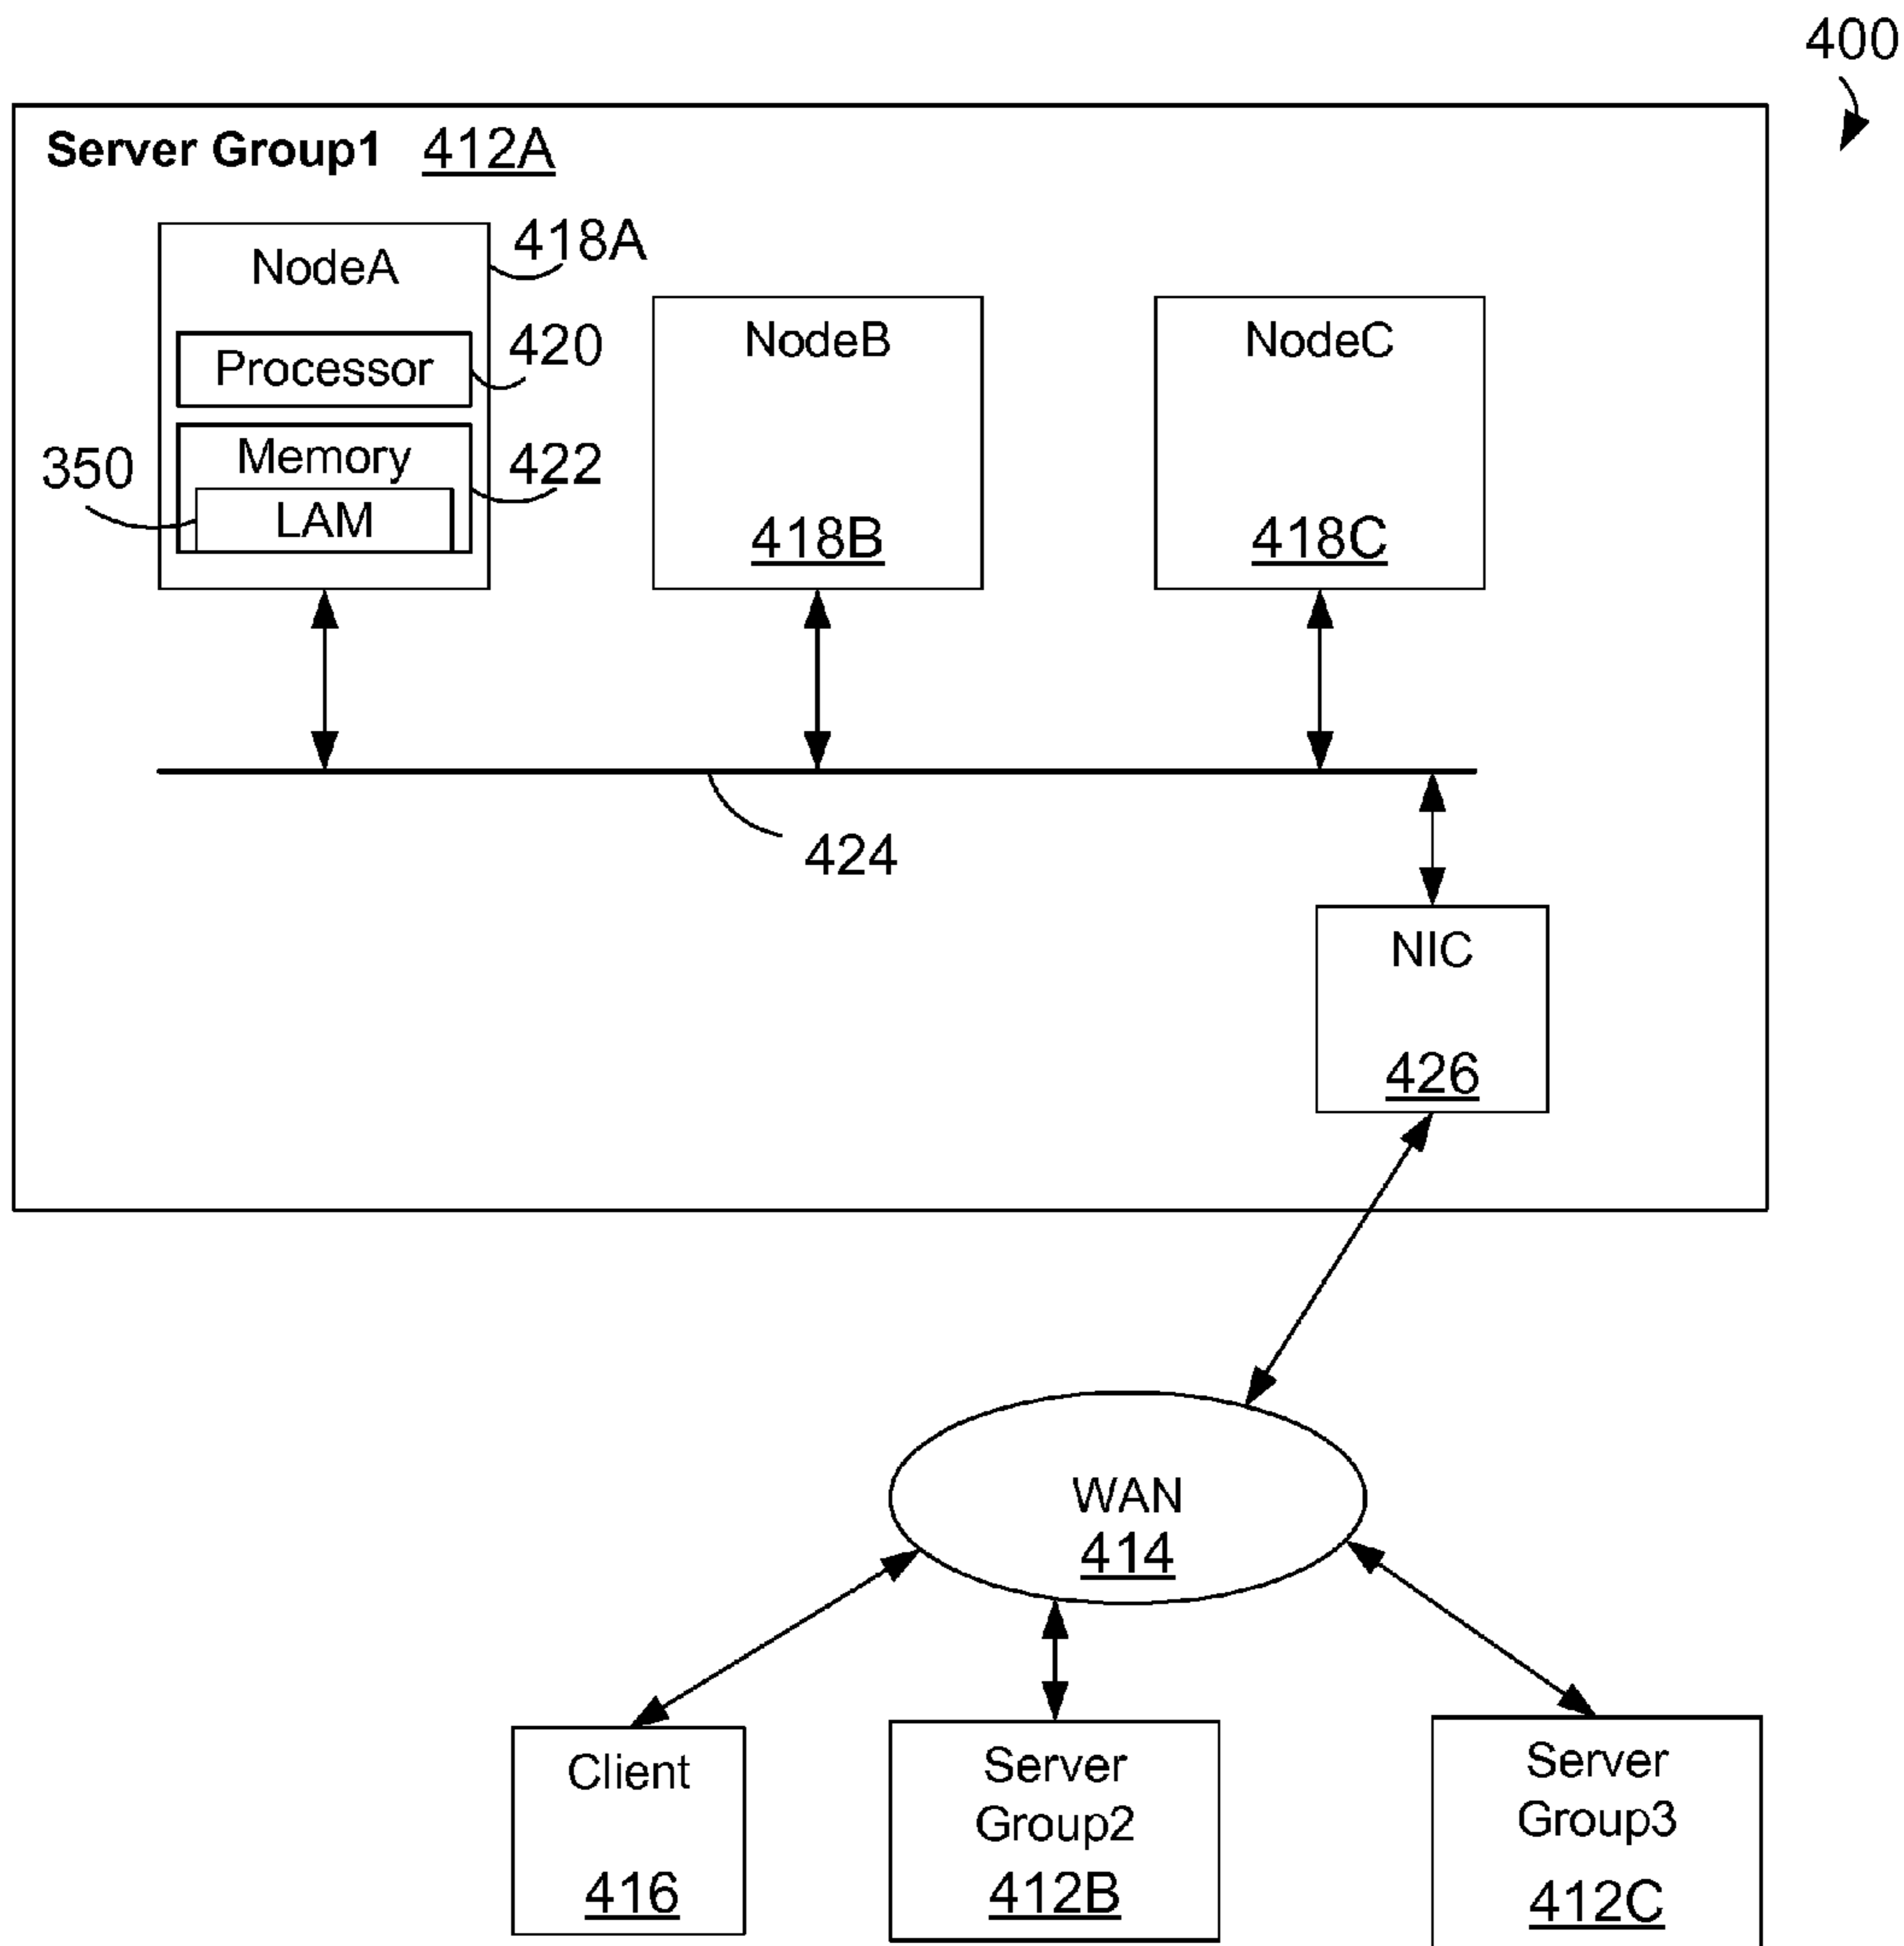 400
Server Group1 412A
NodeA
418A
Processor
420
Memory
422
350
LAM
NodeB
418B
NodeC
418C
424
NIC
426
WAN
414
Client
416
Server
Group2
412B
Server
Group3
412C